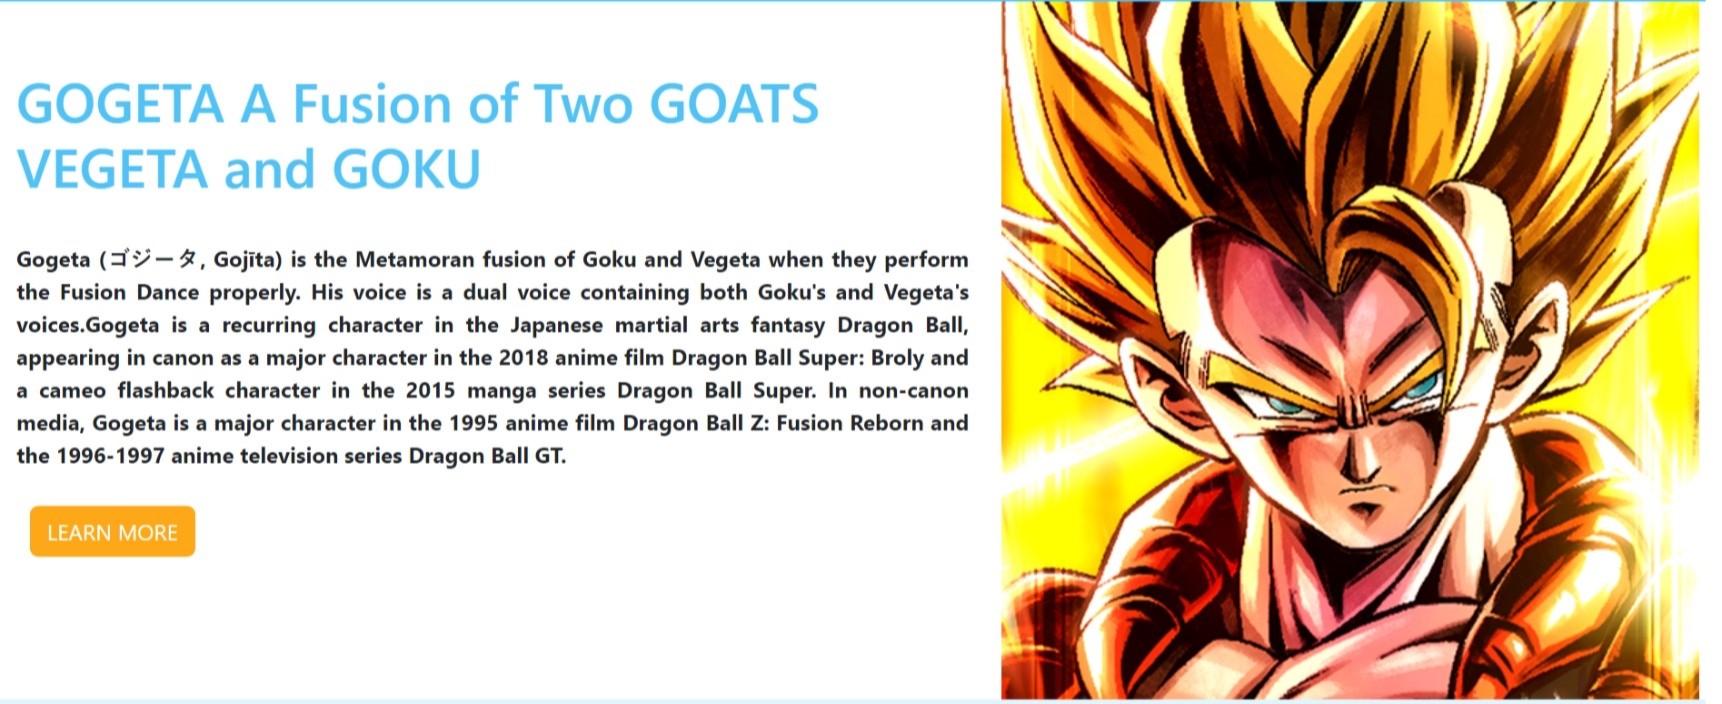 GOGETA A Fusion of Two GOATS
VEGETA and GOKU
Gogeta (ゴジータ, Gojīta) is the Metamoran fusion of Goku and Vegeta when they perform
the Fusion Dance properly. His voice is a dual voice containing both Goku's and Vegeta's
voices.Gogeta is a recurring character in the Japanese martial arts fantasy Dragon Ball,
appearing in canon as a major character in the 2018 anime film Dragon Ball Super: Broly and
a cameo flashback character in the 2015 manga series Dragon Ball Super. In non-canon
media, Gogeta is a major character in the 1995 anime film Dragon Ball Z: Fusion Reborn and
the 1996-1997 anime television series Dragon Ball GT.
LEARN MORE